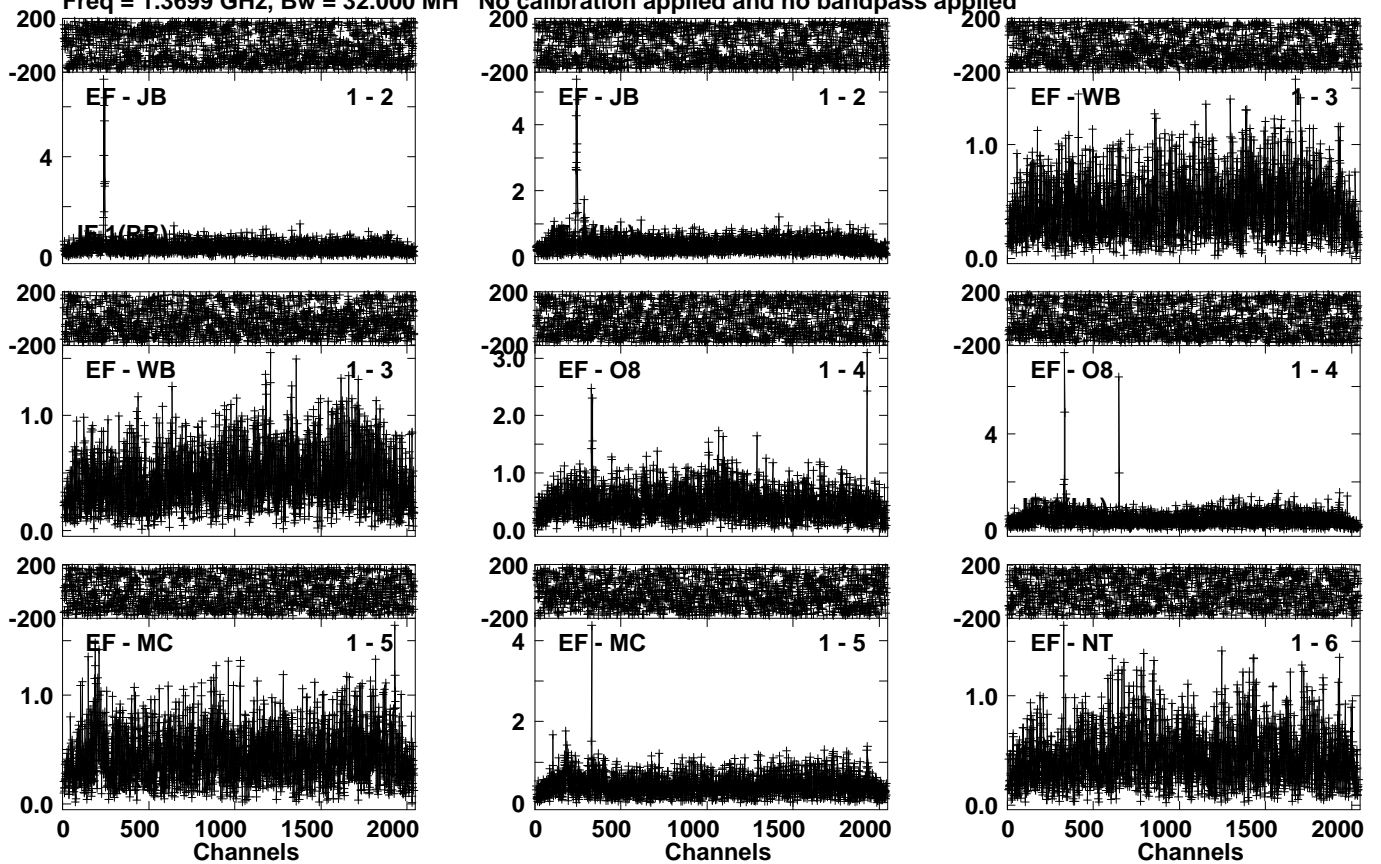 Freq = 1.3699 GHz, Bw = 32.000 MH No calibration applied and no bandpass applied
200 200 200
-200 -200 -200
EF - JB 1 - 2 EF - JB 1 - 2 EF - WB 1 - 3
4 4 1.0
2
IF 1(RR)
0 0 0.0
200 200 200
-200 -200 -200
EF - WB 1 - 3 3.0 EF - O8 1 - 4 EF - O8 1 - 4
1.0 2.0 4
1.0
0.0 0.0 0
200 200 200
-200 -200 -200
EF - MC 1 - 5 4 EF - MC 1 - 5 EF - NT 1 - 6
1.0 2 1.0
0.0 0 0.0
0 500 1000 1500 2000 0 500 1000 1500 2000 0 500 1000 1500 2000
Channels Channels Channels